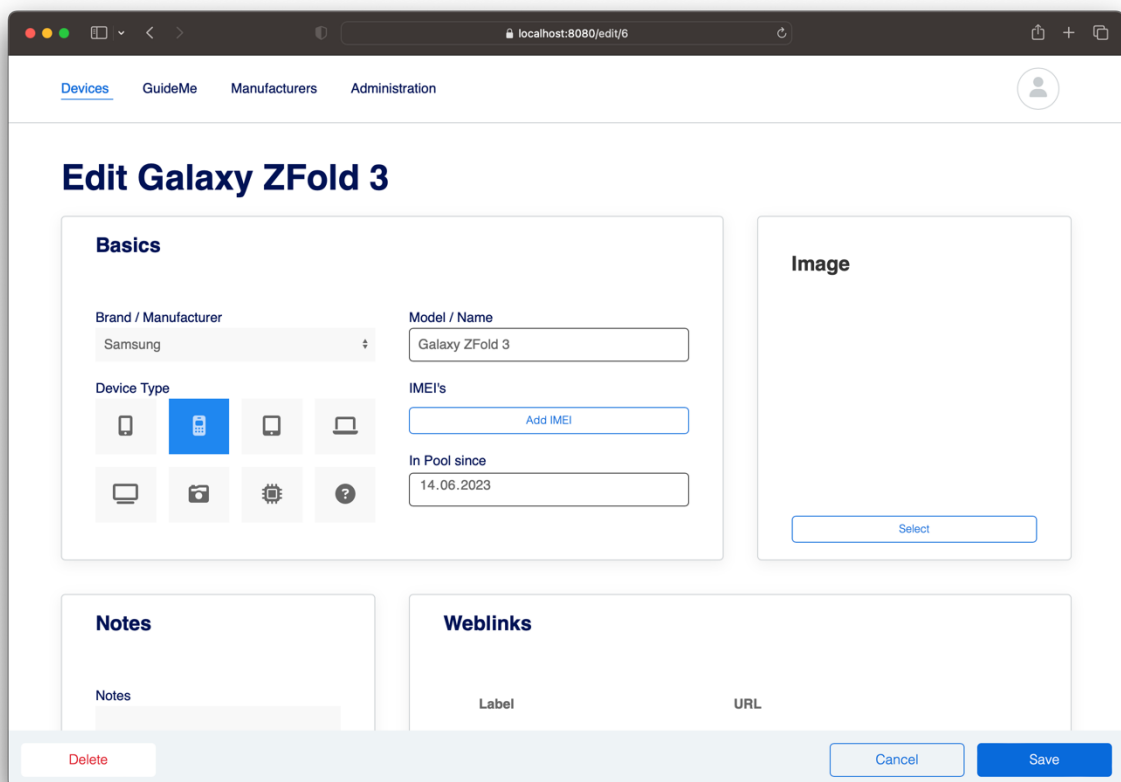 localhost:8080/edit/6
Devices GuideMe Manufacturers Administration
Edit Galaxy ZFold 3
Basics
Image
Brand / Manufacturer
Samsung
Model / Name
Galaxy ZFold 3
Device Type
IMEI's
Add IMEI
In Pool since
14.06.2023
?
Select
Notes
Weblinks
Notes
Label URL
Delete Cancel Save